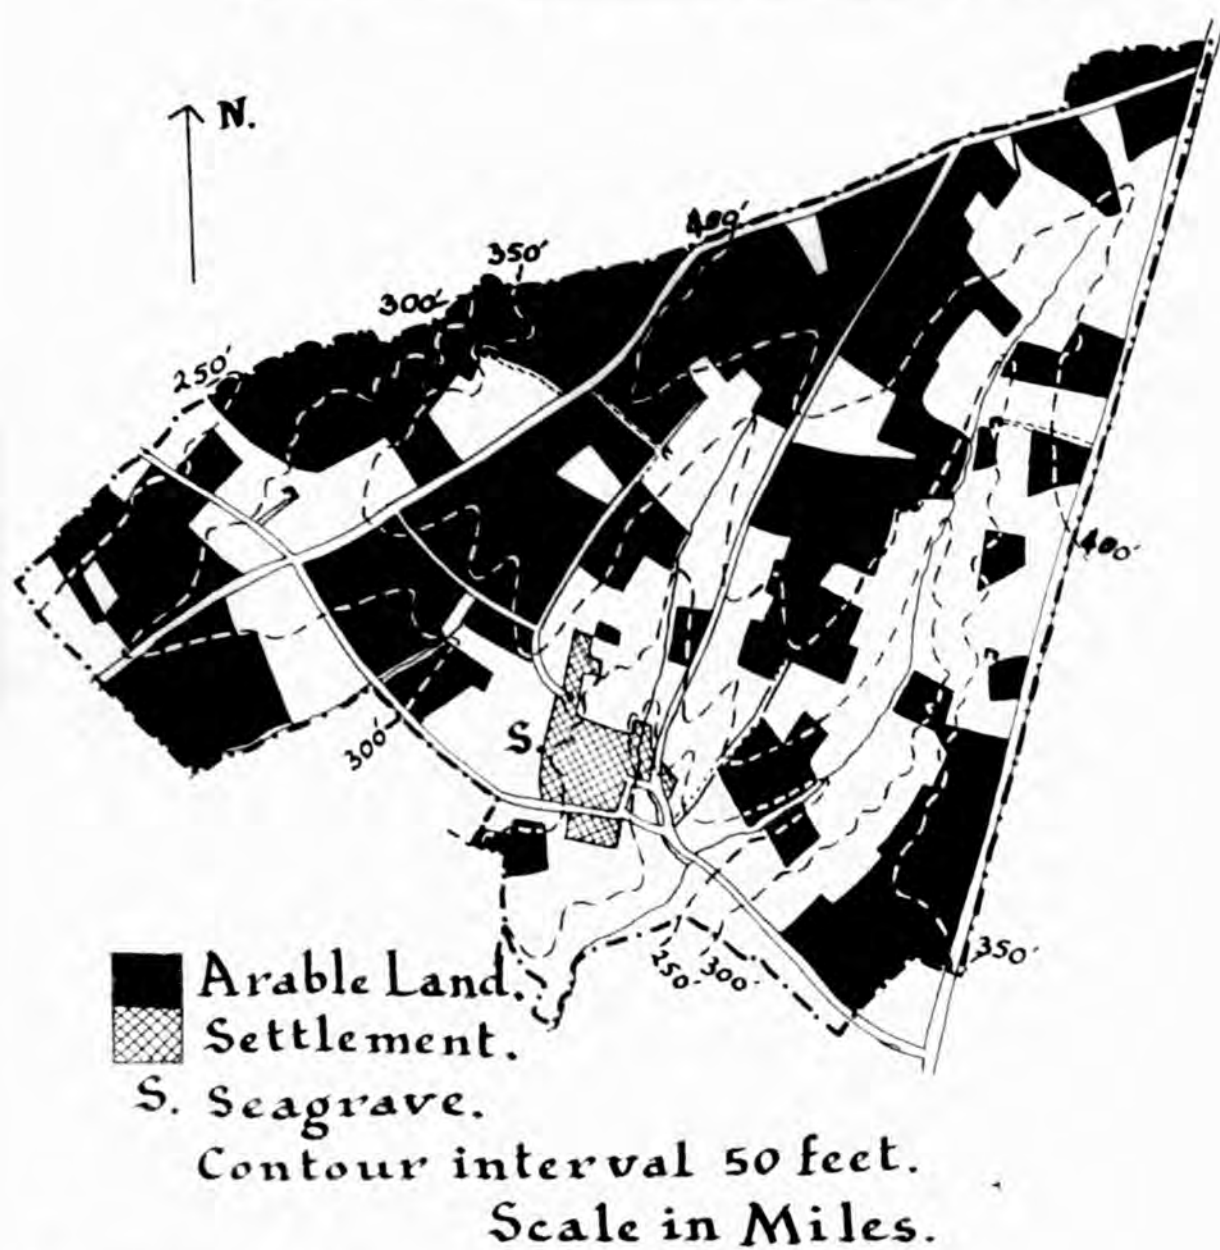 N.
400'
350'
300'
250'
400'
S.
300'
350'
250'
300'
Arable Land.
Settlement.
S. Seagrave.
Contour interval 50 feet.
Scale in Miles.